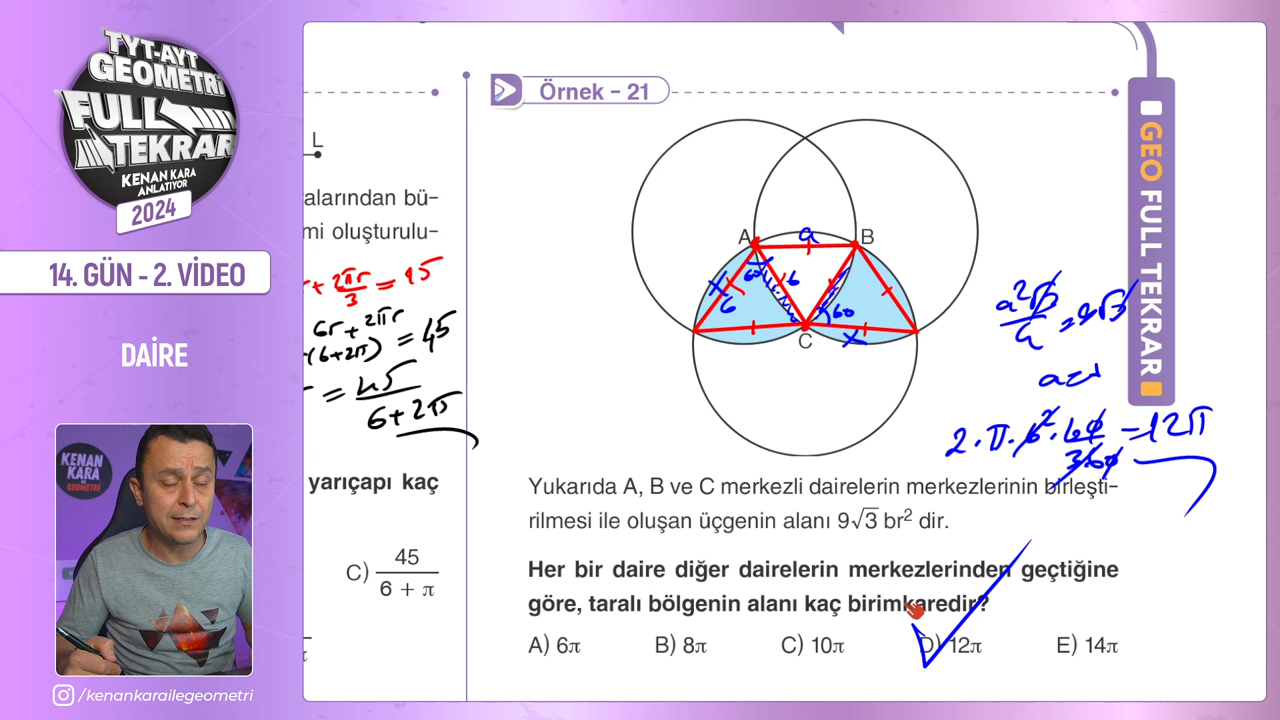 TYT-AYT
GEOMETRİ
FULL
TEKRAR
KENAN KARA
ANLATIYOR
2024
14. GÜN - 2. VİDEO
DAİRE
KENAN
KARA
GEOMETRİ
/kenankarailegeometri
L
alarından bü-
mi oluşturulu-
+ 2πr/3 = 45
6r + 2πr
(6+2π) = 45
= 45/(6+2π)
yarıçapı kaç
C) 45/(6 + π)
Örnek - 21
A
a
B
60
6
6
60
C
x
a²√3/4 = 9√3
2.π.6².60/360 = 12π
Yukarıda A, B ve C merkezli dairelerin merkezlerinin birleşti-
rilmesi ile oluşan üçgenin alanı 9√3 br² dir.
Her bir daire diğer dairelerin merkezlerinden geçtiğine
göre, taralı bölgenin alanı kaç birimkaredir?
A) 6π B) 8π C) 10π D) 12π E) 14π
GEO FULL TEKRAR